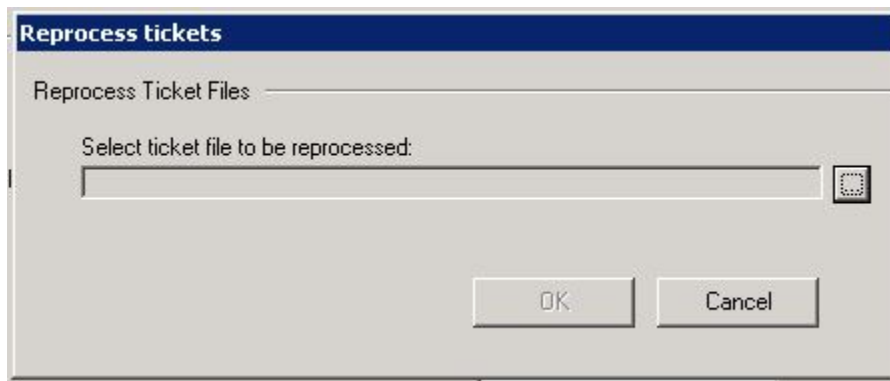 Reprocess tickets
Reprocess Ticket Files
Select ticket file to be reprocessed:
...
OK
Cancel